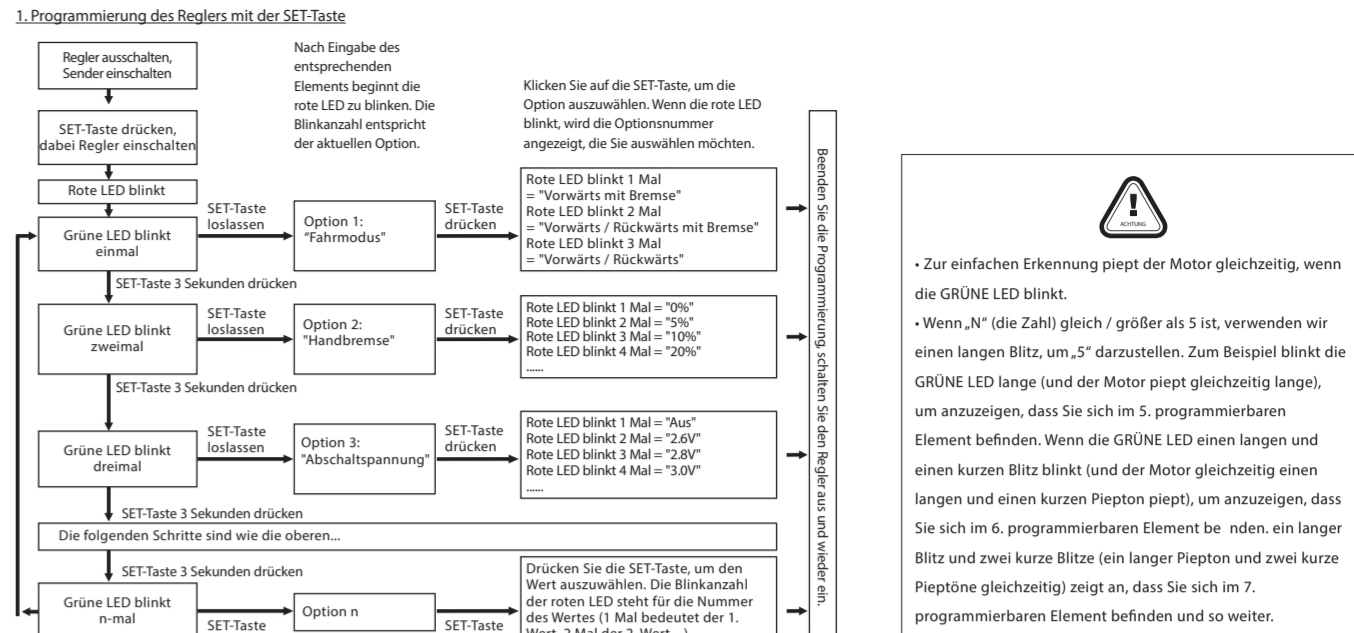 1. Programmierung des Reglers mit der SET-Taste
Regler ausschalten,
Sender einschalten
SET-Taste drücken,
dabei Regler einschalten
Rote LED blinkt
Nach Eingabe des
entsprechenden
Elements beginnt die
rote LED zu blinken. Die
Blinkanzahl entspricht
der aktuellen Option.
Klicken Sie auf die SET-Taste, um die
Option auszuwählen. Wenn die rote LED
blinkt, wird die Optionsnummer
angezeigt, die Sie auswählen möchten.
Grüne LED blinkt
einmal
SET-Taste
loslassen
Option 1:
"Fahrmodus"
SET-Taste
drücken
Rote LED blinkt 1 Mal
= "Vorwärts mit Bremse"
Rote LED blinkt 2 Mal
= "Vorwärts / Rückwärts mit Bremse"
Rote LED blinkt 3 Mal
= "Vorwärts / Rückwärts"
SET-Taste 3 Sekunden drücken
Grüne LED blinkt
zweimal
SET-Taste
loslassen
Option 2:
"Handbremse"
SET-Taste
drücken
Rote LED blinkt 1 Mal = "0%"
Rote LED blinkt 2 Mal = "5%"
Rote LED blinkt 3 Mal = "10%"
Rote LED blinkt 4 Mal = "20%"
......
SET-Taste 3 Sekunden drücken
Grüne LED blinkt
dreimal
SET-Taste
loslassen
Option 3:
"Abschaltspannung"
SET-Taste
drücken
Rote LED blinkt 1 Mal = "Aus"
Rote LED blinkt 2 Mal = "2.6V"
Rote LED blinkt 3 Mal = "2.8V"
Rote LED blinkt 4 Mal = "3.0V"
......
SET-Taste 3 Sekunden drücken
Die folgenden Schritte sind wie die oberen...
SET-Taste 3 Sekunden drücken
Grüne LED blinkt
n-mal
SET-Taste
Option n
SET-Taste
Drücken Sie die SET-Taste, um den
Wert auszuwählen. Die Blinkanzahl
der roten LED steht für die Nummer
des Wertes (1 Mal bedeutet der 1.
Wert, 2 Mal der 2. Wert...)
Beenden Sie die Programmierung, schalten Sie den Regler aus und wieder ein.
ACHTUNG
• Zur einfachen Erkennung piept der Motor gleichzeitig, wenn
die GRÜNE LED blinkt.
• Wenn „N" (die Zahl) gleich / größer als 5 ist, verwenden wir
einen langen Blitz, um „5" darzustellen. Zum Beispiel blinkt die
GRÜNE LED lange (und der Motor piept gleichzeitig lange),
um anzuzeigen, dass Sie sich im 5. programmierbaren
Element befinden. Wenn die GRÜNE LED einen langen und
einen kurzen Blitz blinkt (und der Motor gleichzeitig einen
langen und einen kurzen Piepton piept), um anzuzeigen, dass
Sie sich im 6. programmierbaren Element be nden. ein langer
Blitz und zwei kurze Blitze (ein langer Piepton und zwei kurze
Pieptöne gleichzeitig) zeigt an, dass Sie sich im 7.
programmierbaren Element befinden und so weiter.